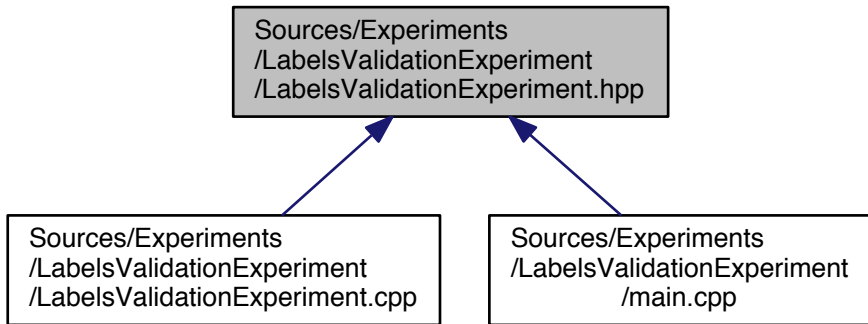 Sources/Experiments
/LabelsValidationExperiment
/LabelsValidationExperiment.hpp
Sources/Experiments
/LabelsValidationExperiment
/LabelsValidationExperiment.cpp
Sources/Experiments
/LabelsValidationExperiment
/main.cpp